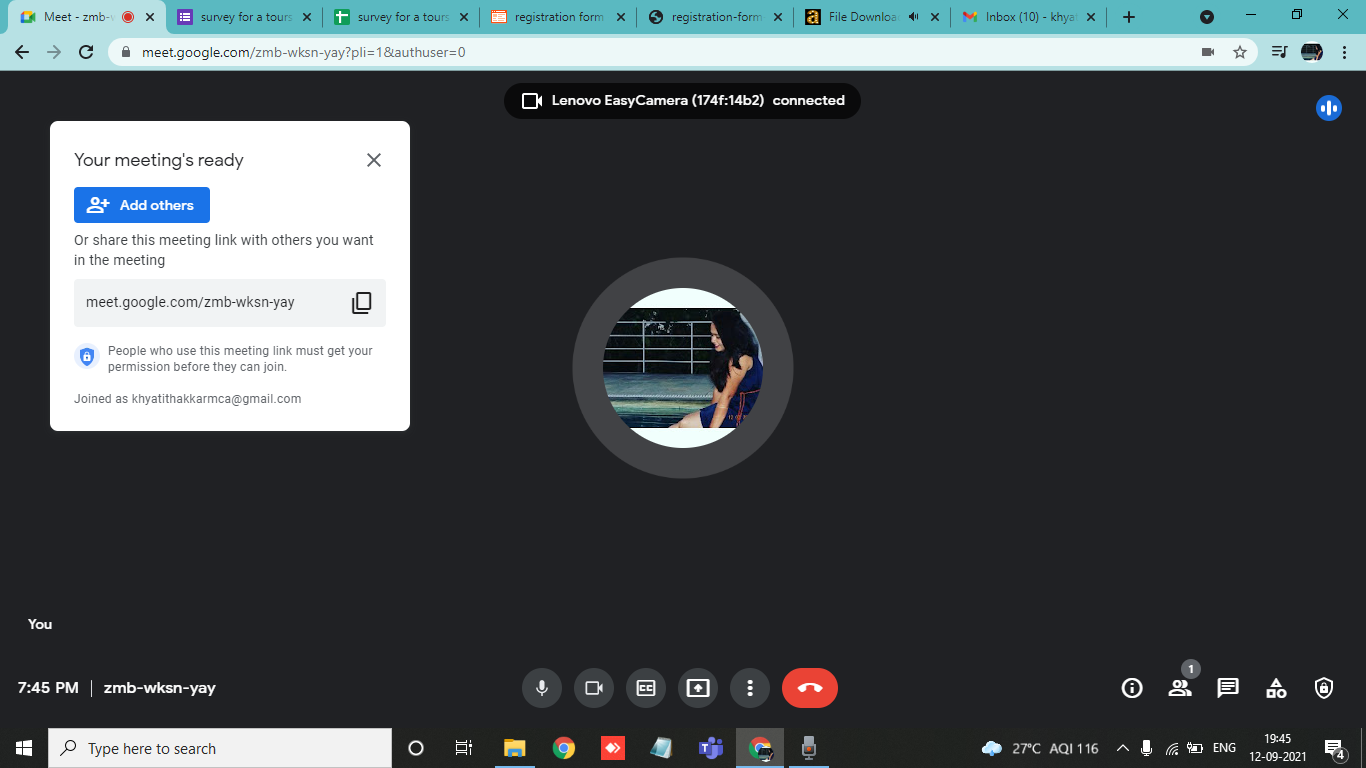 Meet - zmb-w
survey for a tours
survey for a tours
registration form
registration-form
File Downloa
Inbox (10) - khya
meet.google.com/zmb-wksn-yay?pli=1&authuser=0
Lenovo EasyCamera (174f:14b2) connected
Your meeting's ready
Add others
Or share this meeting link with others you want
in the meeting
meet.google.com/zmb-wksn-yay
People who use this meeting link must get your
permission before they can join.
Joined as khyatithakkarmca@gmail.com
You
7:45 PM | zmb-wksn-yay
CC
1
Type here to search
27°C AQI 116
ENG
19:45
12-09-2021
4